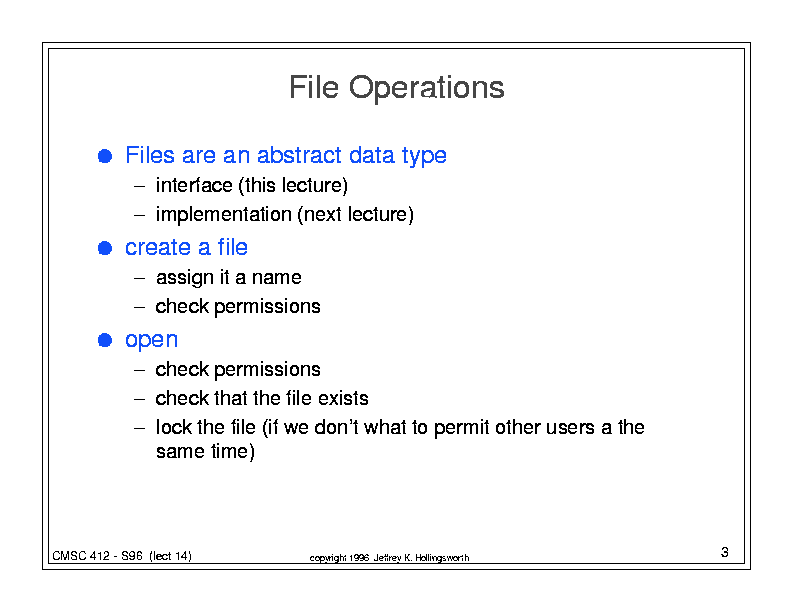 File Operations
● Files are an abstract data type
– interface (this lecture)
– implementation (next lecture)
● create a file
– assign it a name
– check permissions
● open
– check permissions
– check that the file exists
– lock the file (if we don't what to permit other users a the
same time)
CMSC 412 - S96 (lect 14)
copyright 1996 Jeffrey K. Hollingsworth
3